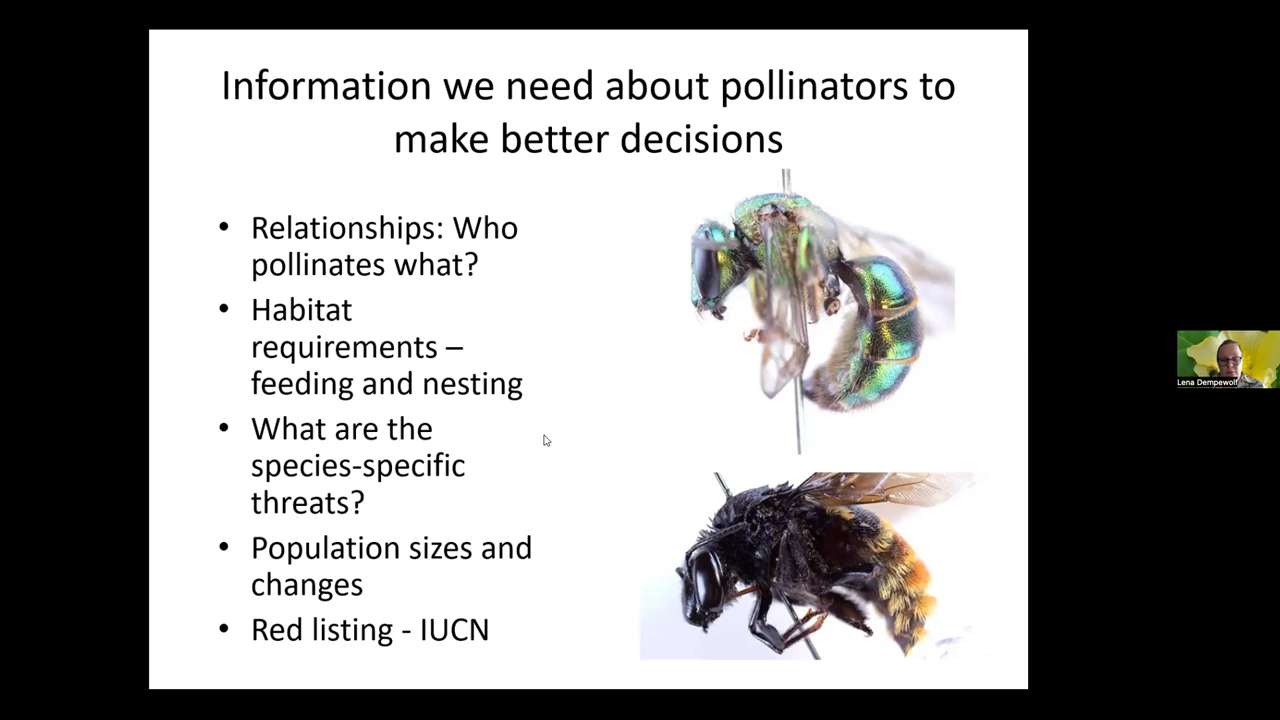 Information we need about pollinators to
make better decisions
• Relationships: Who
pollinates what?
• Habitat
requirements –
feeding and nesting
• What are the
species-specific
threats?
• Population sizes and
changes
• Red listing - IUCN
Lena Dempewolf